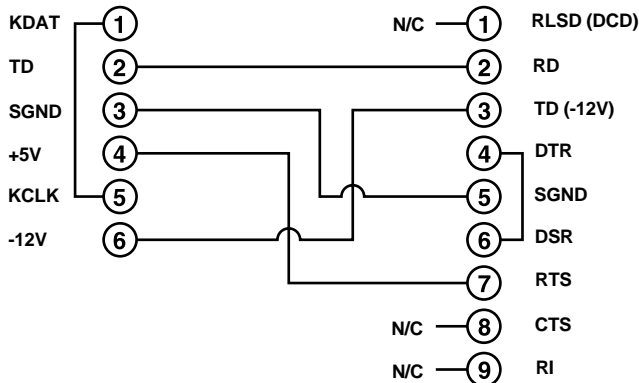 KDAT 1 N/C 1 RLSD (DCD)
TD 2 2 RD
SGND 3 3 TD (-12V)
+5V 4 4 DTR
KCLK 5 5 SGND
-12V 6 6 DSR
7 RTS
N/C 8 CTS
N/C 9 RI